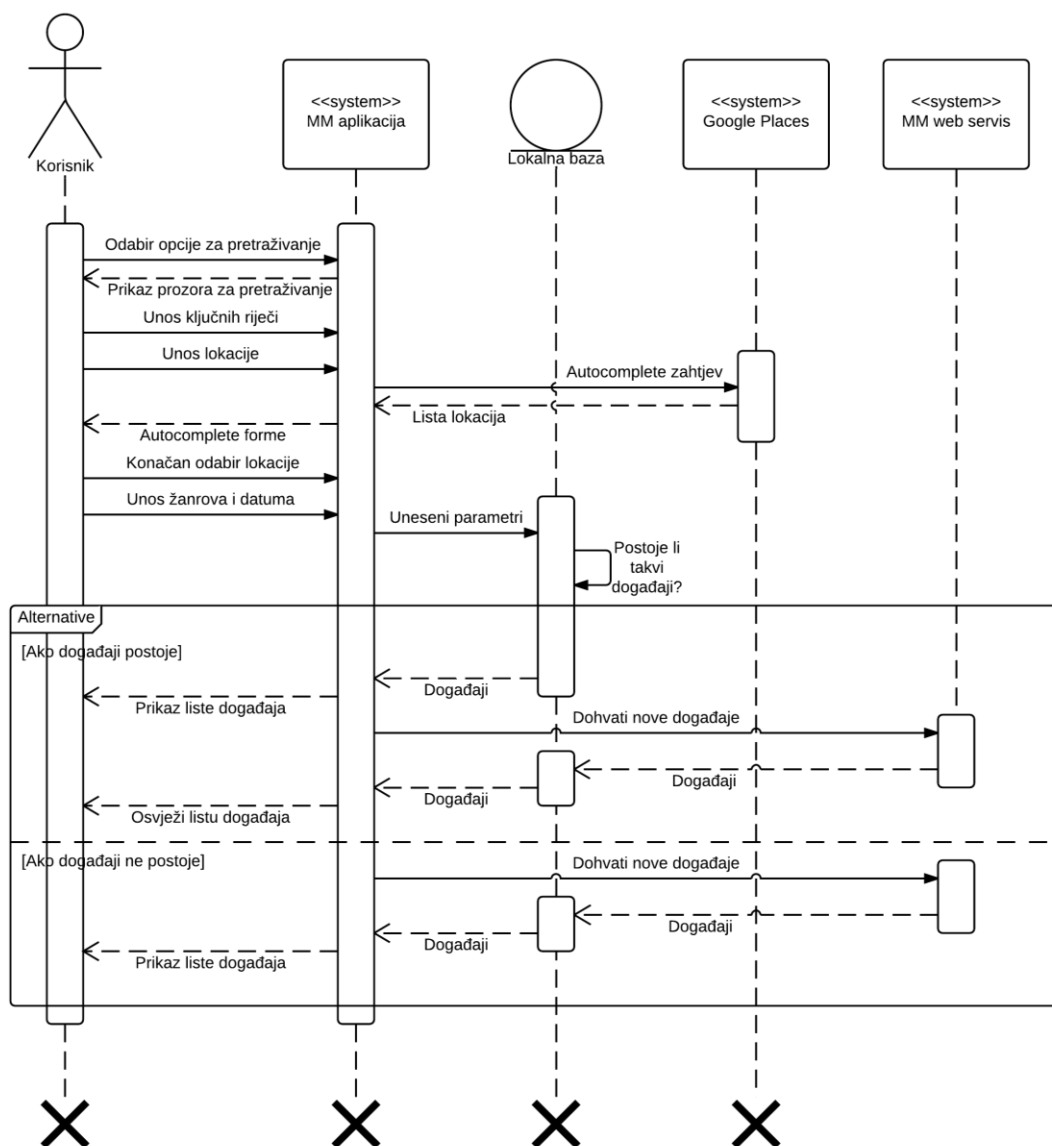 <<system>>
MM aplikacija
<<system>>
Google Places
<<system>>
MM web servis
Korisnik
Lokalna baza
Odabir opcije za pretraživanje
Prikaz prozora za pretraživanje
Unos ključnih riječi
Unos lokacije
Autocomplete zahtjev
Lista lokacija
Autocomplete forme
Konačan odabir lokacije
Unos žanrova i datuma
Uneseni parametri
Postoje li
takvi
događaji?
Alternative
[Ako događaji postoje]
Događaji
Prikaz liste događaja
Dohvati nove događaje
Događaji
Događaji
Osvježi listu događaja
[Ako događaji ne postoje]
Dohvati nove događaje
Događaji
Događaji
Prikaz liste događaja